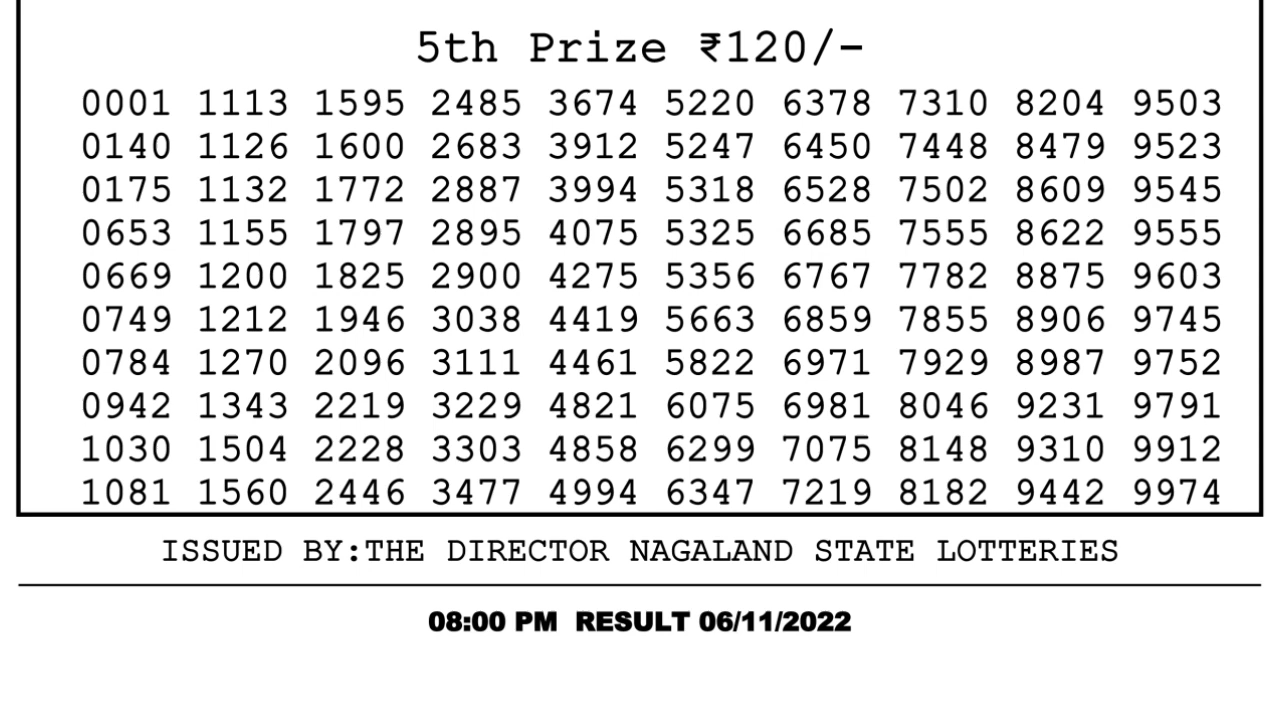 5th Prize ₹120/-
0001 1113 1595 2485 3674 5220 6378 7310 8204 9503
0140 1126 1600 2683 3912 5247 6450 7448 8479 9523
0175 1132 1772 2887 3994 5318 6528 7502 8609 9545
0653 1155 1797 2895 4075 5325 6685 7555 8622 9555
0669 1200 1825 2900 4275 5356 6767 7782 8875 9603
0749 1212 1946 3038 4419 5663 6859 7855 8906 9745
0784 1270 2096 3111 4461 5822 6971 7929 8987 9752
0942 1343 2219 3229 4821 6075 6981 8046 9231 9791
1030 1504 2228 3303 4858 6299 7075 8148 9310 9912
1081 1560 2446 3477 4994 6347 7219 8182 9442 9974
ISSUED BY:THE DIRECTOR NAGALAND STATE LOTTERIES
08:00 PM RESULT 06/11/2022